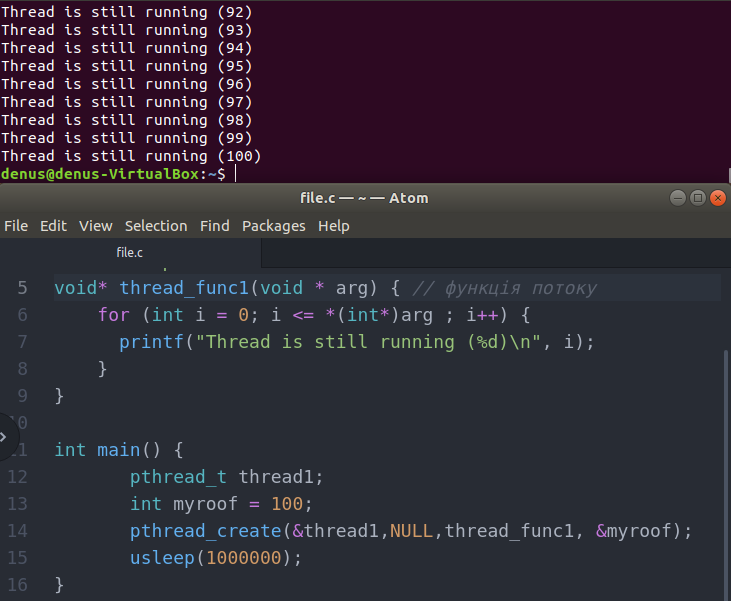 Thread is still running (92)
Thread is still running (93)
Thread is still running (94)
Thread is still running (95)
Thread is still running (96)
Thread is still running (97)
Thread is still running (98)
Thread is still running (99)
Thread is still running (100)
denus@denus-VirtualBox:~$
file.c — ~ — Atom
File Edit View Selection Find Packages Help
file.c
5 void* thread_func1(void * arg) { // функція потоку
6 for (int i = 0; i <= *(int*)arg ; i++) {
7 printf("Thread is still running (%d)\n", i);
8 }
9 }
10
11 int main() {
12 pthread_t thread1;
13 int myroof = 100;
14 pthread_create(&thread1,NULL,thread_func1, &myroof);
15 usleep(1000000);
16 }